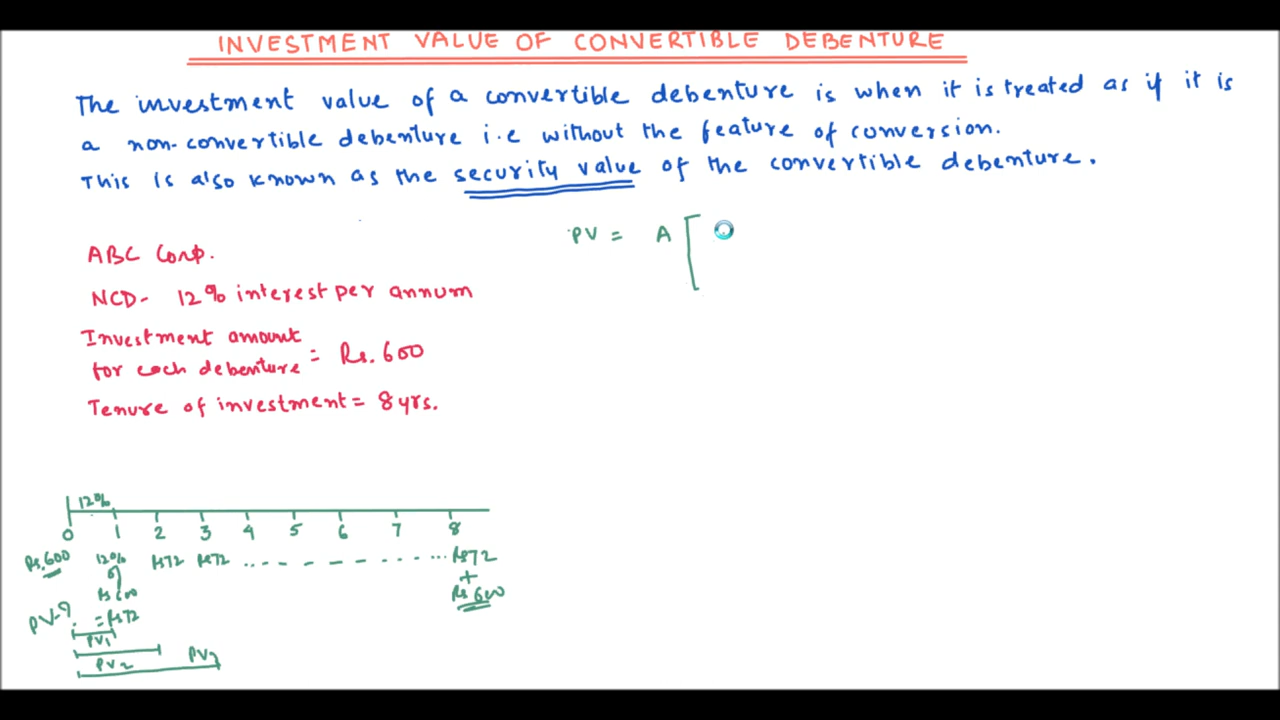 INVESTMENT VALUE OF CONVERTIBLE DEBENTURE
The investment value of a convertible debenture is when it is treated as if it is
a non-convertible debenture i.e without the feature of conversion.
This is also known as the security value of the convertible debenture.
PV = A [
ABC Corp.
NCD- 12% interest per annum
Investment amount
for each debenture = Rs. 600
Tenure of investment = 8 yrs.
12%
0 1 2 3 4 5 6 7 8
Rs. 600 12% Rs72 Rs72 .. - - - - - - ... Rs72
+
Rs 600 Rs 600
PV-? = Rs72
PV1
PV2 PV3